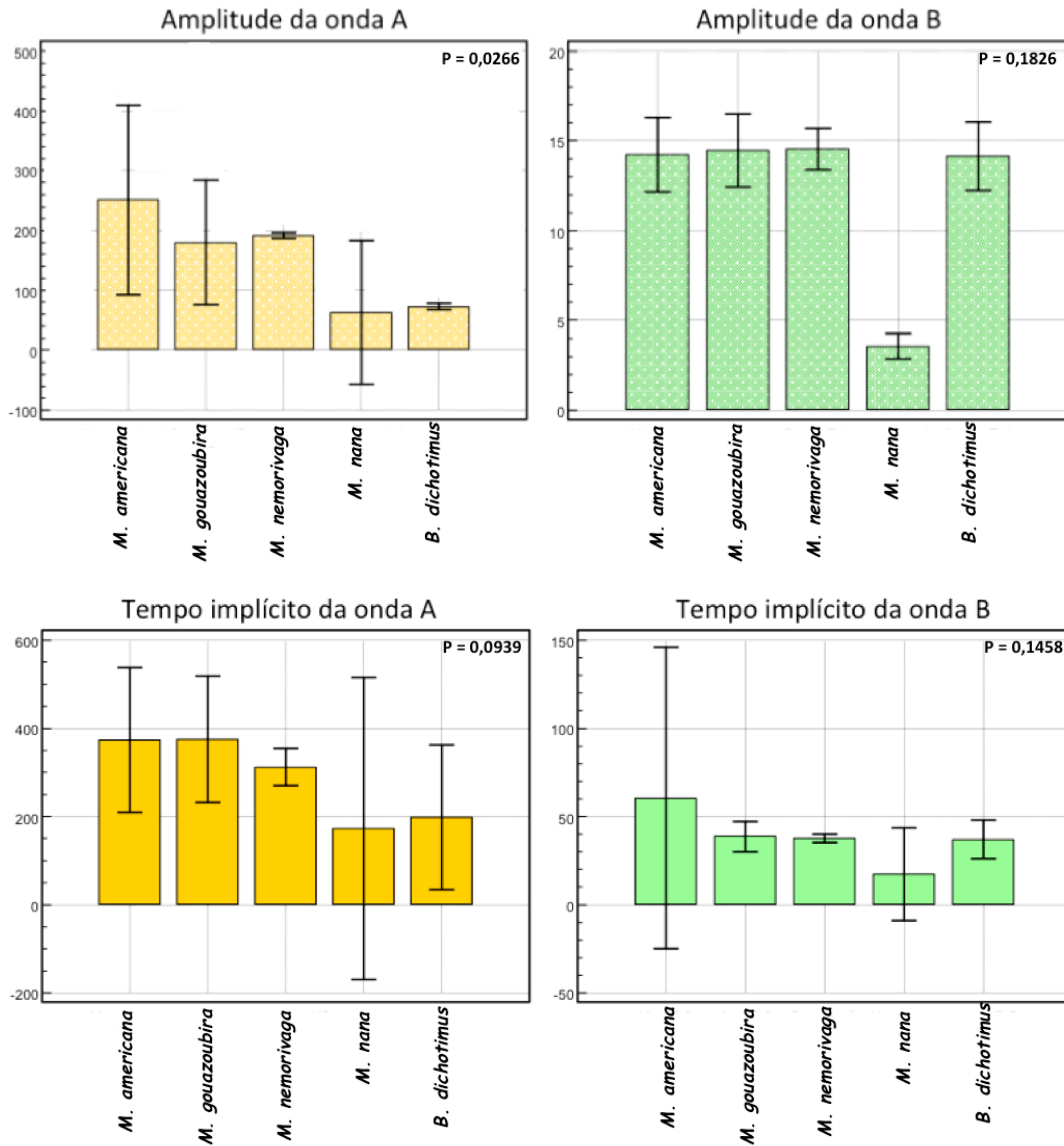 Amplitude da onda A
P = 0,0266
500
400
300
200
100
0
-100
M. americana
M. gouazoubira
M. nemorivaga
M. nana
B. dichotimus
Amplitude da onda B
P = 0,1826
20
15
10
5
0
M. americana
M. gouazoubira
M. nemorivaga
M. nana
B. dichotimus
Tempo implícito da onda A
P = 0,0939
600
400
200
0
-200
M. americana
M. gouazoubira
M. nemorivaga
M. nana
B. dichotimus
Tempo implícito da onda B
P = 0,1458
150
100
50
0
-50
M. americana
M. gouazoubira
M. nemorivaga
M. nana
B. dichotimus